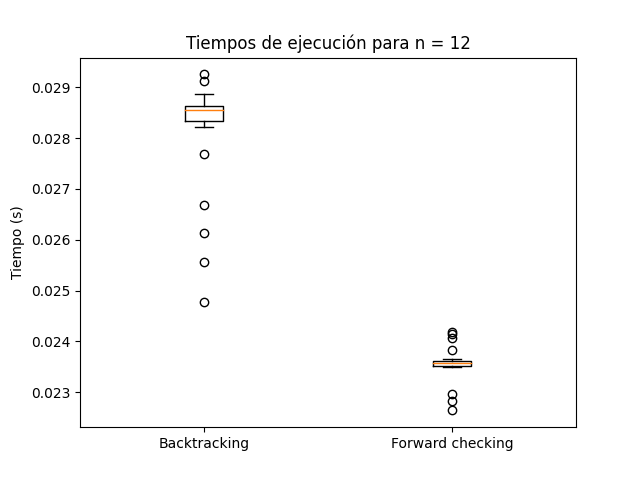 Tiempos de ejecución para n = 12
0.029
0.028
0.027
0.026
0.025
0.024
0.023
Tiempo (s)
Backtracking
Forward checking